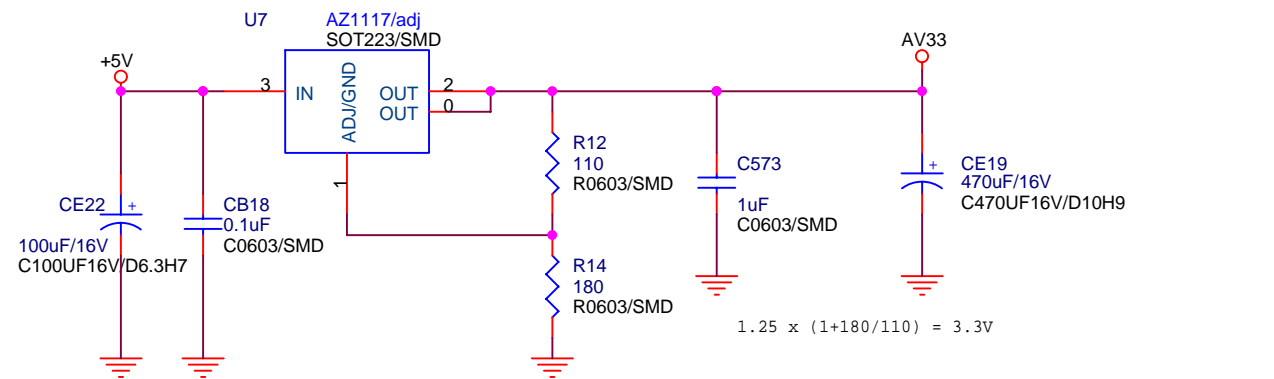 U7
AZ1117/adj
SOT223/SMD
+5V
AV33
3
IN
ADJ/GND
OUT
2
OUT
0
1
R12
110
R0603/SMD
C573
1uF
C0603/SMD
+
CE19
470uF/16V
C470UF16V/D10H9
CE22
+
100uF/16V
C100UF16V/D6.3H7
CB18
0.1uF
C0603/SMD
R14
180
R0603/SMD
1.25 x (1+180/110) = 3.3V